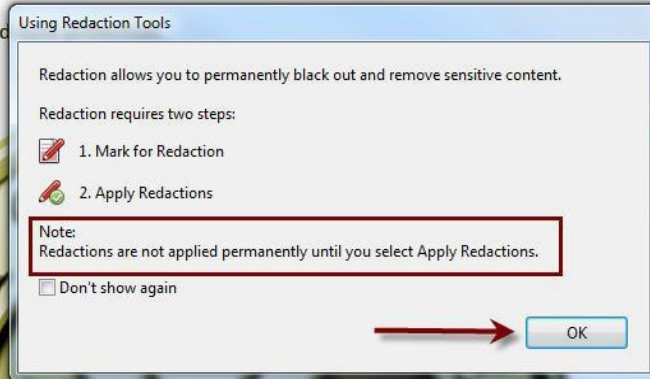 Using Redaction Tools
Redaction allows you to permanently black out and remove sensitive content.
Redaction requires two steps:
1. Mark for Redaction
2. Apply Redactions
Note:
Redactions are not applied permanently until you select Apply Redactions.
Don't show again
OK